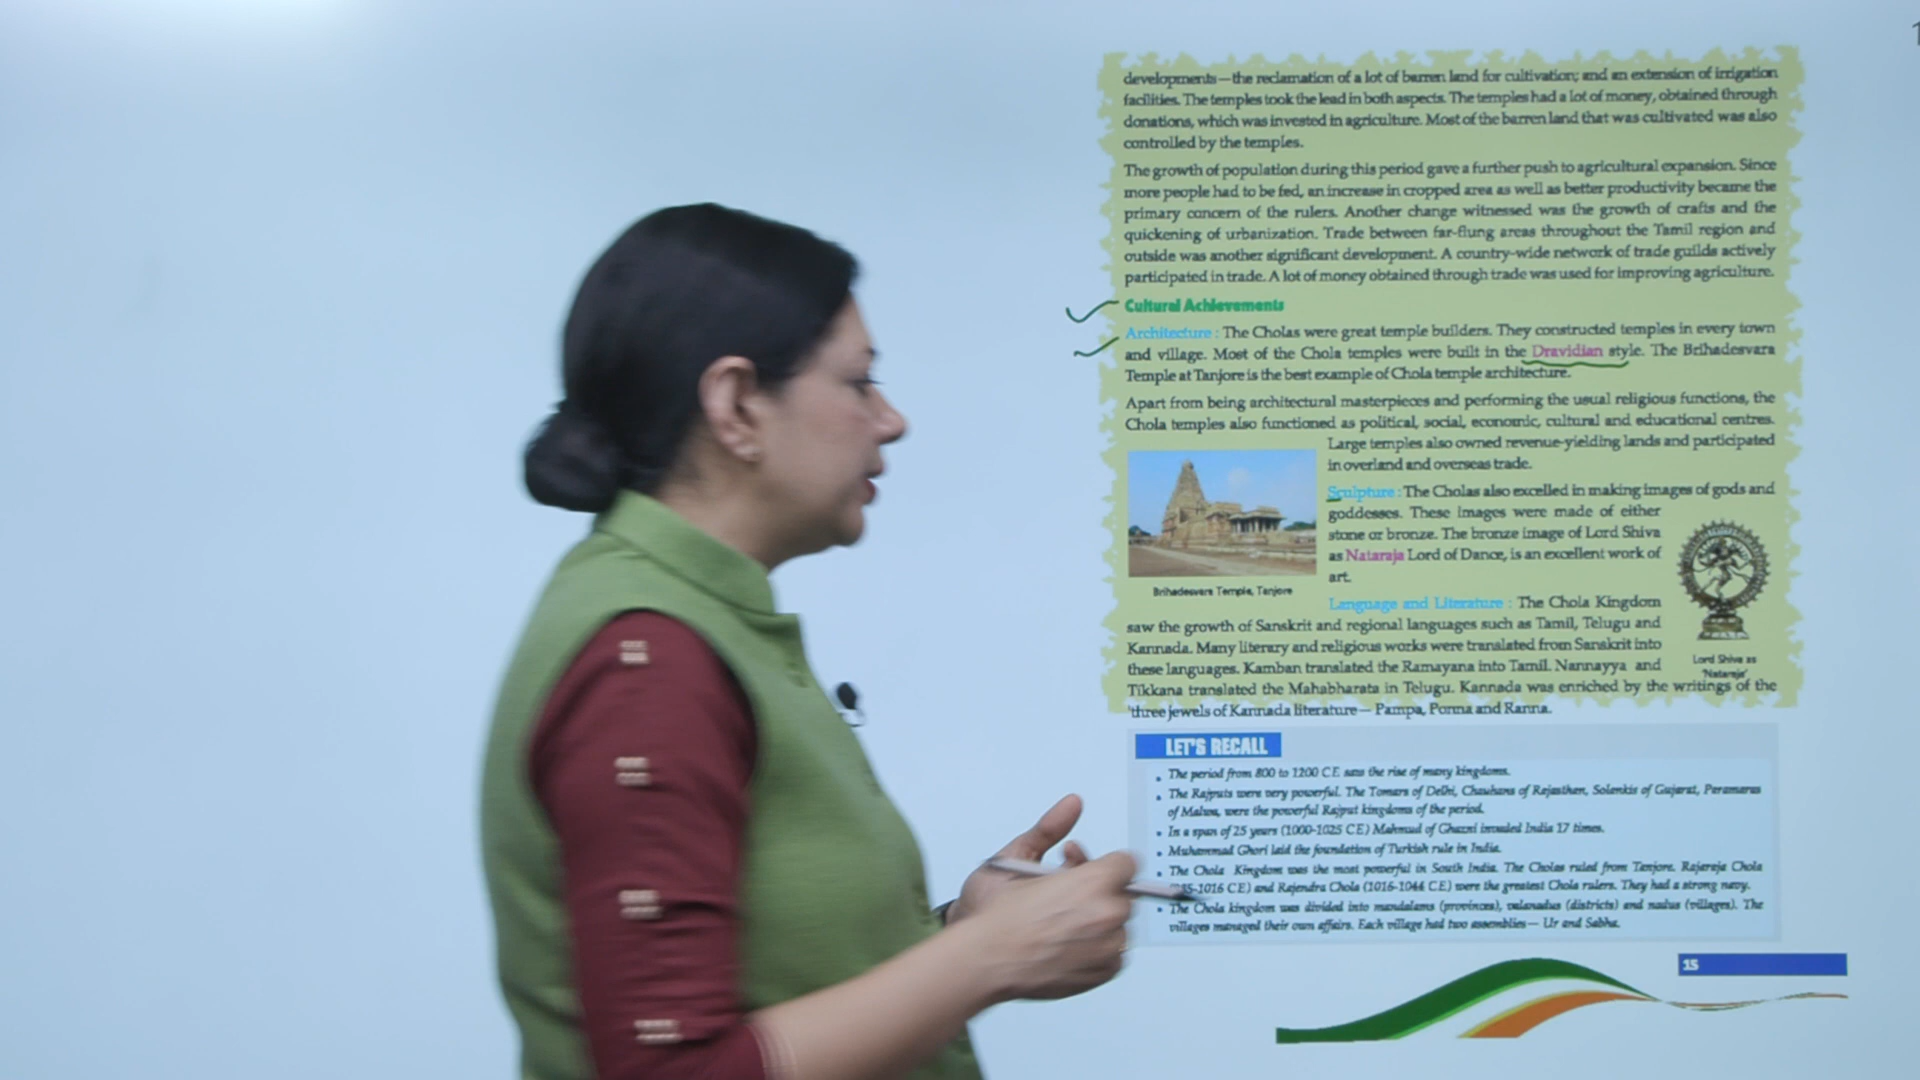 developments—the reclamation of a lot of barren land for cultivation; and an extension of irrigation
facilities. The temples took the lead in both aspects. The temples had a lot of money, obtained through
donations, which was invested in agriculture. Most of the barren land that was cultivated was also
controlled by the temples.
The growth of population during this period gave a further push to agricultural expansion. Since
more people had to be fed, an increase in cropped area as well as better productivity became the
primary concern of the rulers. Another change witnessed was the growth of crafts and the
quickening of urbanization. Trade between far-flung areas throughout the Tamil region and
outside was another significant development. A country-wide network of trade guilds actively
participated in trade. A lot of money obtained through trade was used for improving agriculture.
Cultural Achievements
Architecture : The Cholas were great temple builders. They constructed temples in every town
and village. Most of the Chola temples were built in the Dravidian style. The Brihadesvara
Temple at Tanjore is the best example of Chola temple architecture.
Apart from being architectural masterpieces and performing the usual religious functions, the
Chola temples also functioned as political, social, economic, cultural and educational centres.
Large temples also owned revenue-yielding lands and participated
in overland and overseas trade.
Sculpture : The Cholas also excelled in making images of gods and
goddesses. These images were made of either
stone or bronze. The bronze image of Lord Shiva
as Nataraja Lord of Dance, is an excellent work of
art.
Brihadesvara Temple, Tanjore
Language and Literature : The Chola Kingdom
saw the growth of Sanskrit and regional languages such as Tamil, Telugu and
Kannada. Many literary and religious works were translated from Sanskrit into
these languages. Kamban translated the Ramayana into Tamil. Nannayya and
Tikkana translated the Mahabharata in Telugu. Kannada was enriched by the writings of the
'three jewels of Kannada literature— Pampa, Ponna and Ranna.
Lord Shiva as
'Nataraja'
LET'S RECALL
• The period from 800 to 1200 CE saw the rise of many kingdoms.
• The Rajputs were very powerful. The Tomars of Delhi, Chauhans of Rajasthan, Solankis of Gujarat, Paramaras
of Malwa, were the powerful Rajput kingdoms of the period.
• In a span of 25 years (1000-1025 CE) Mahmud of Ghazni invaded India 17 times.
• Muhammad Ghori laid the foundation of Turkish rule in India.
• The Chola Kingdom was the most powerful in South India. The Cholas ruled from Tanjore. Rajaraja Chola
5-1016 CE) and Rajendra Chola (1016-1044 CE) were the greatest Chola rulers. They had a strong navy.
• The Chola kingdom was divided into mandalams (provinces), valanadus (districts) and nadus (villages). The
villages managed their own affairs. Each village had two assemblies— Ur and Sabha.
15